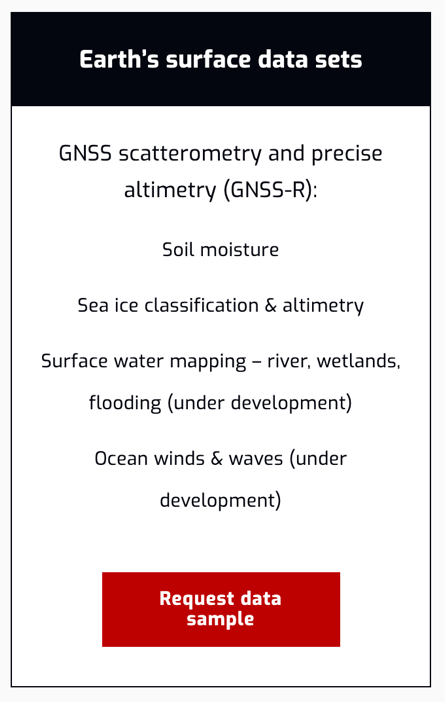 Earth's surface data sets
GNSS scatterometry and precise
altimetry (GNSS-R):
Soil moisture
Sea ice classification & altimetry
Surface water mapping – river, wetlands,
flooding (under development)
Ocean winds & waves (under
development)
Request data
sample